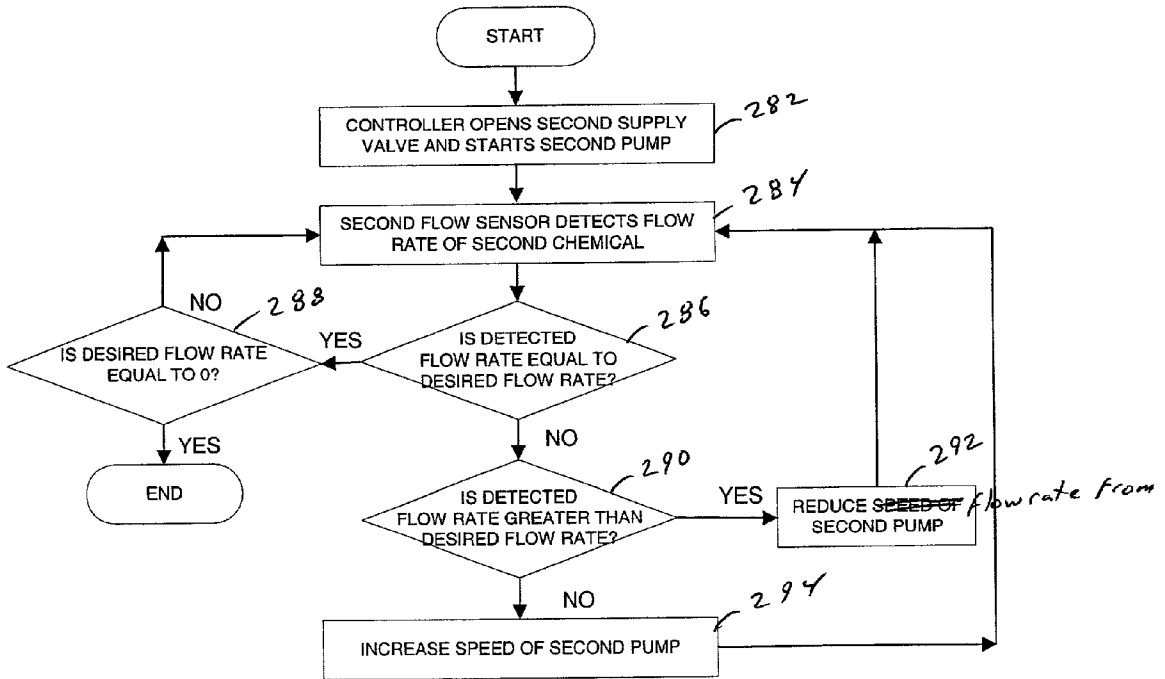 START
CONTROLLER OPENS SECOND SUPPLY
VALVE AND STARTS SECOND PUMP
282
SECOND FLOW SENSOR DETECTS FLOW
RATE OF SECOND CHEMICAL
284
NO
288
IS DESIRED FLOW RATE
EQUAL TO 0?
YES
IS DETECTED
FLOW RATE EQUAL TO
DESIRED FLOW RATE?
286
YES
END
NO
IS DETECTED
FLOW RATE GREATER THAN
DESIRED FLOW RATE?
290
YES
292
REDUCE SPEED OF flow rate from
SECOND PUMP
NO
294
INCREASE SPEED OF SECOND PUMP